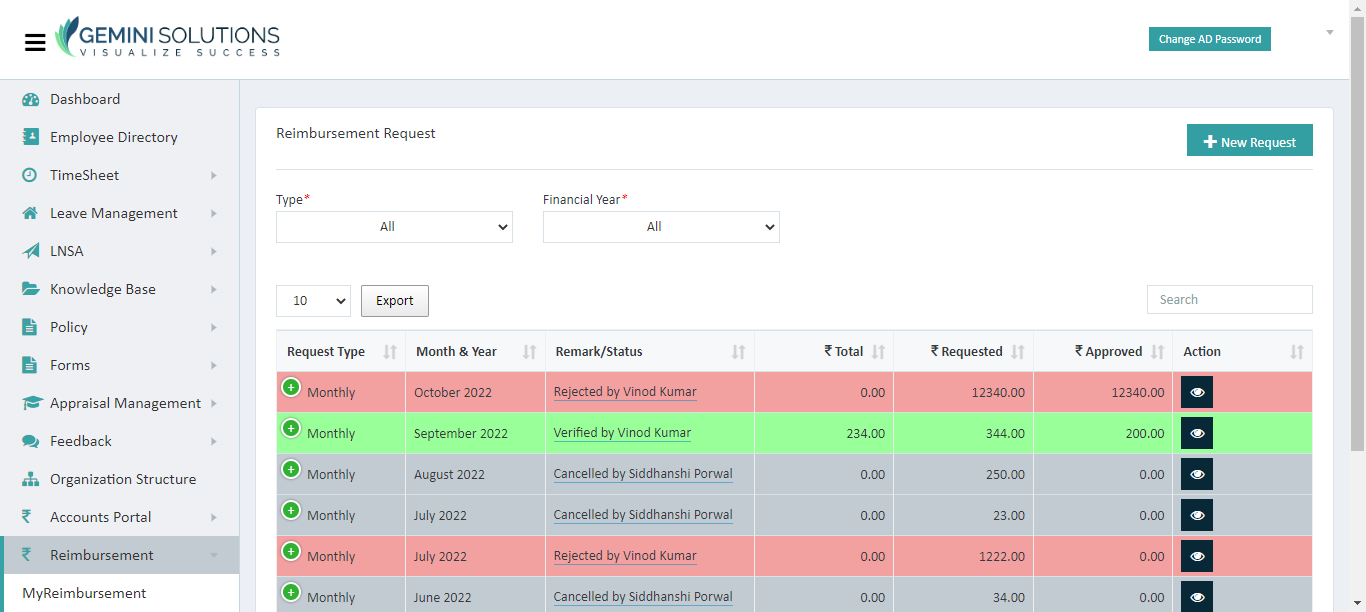 GEMINI SOLUTIONS
VISUALIZE SUCCESS
Change AD Password
Dashboard
Employee Directory
TimeSheet
Leave Management
LNSA
Knowledge Base
Policy
Forms
Appraisal Management
Feedback
Organization Structure
₹ Accounts Portal
₹ Reimbursement
MyReimbursement
Reimbursement Request
New Request
Type* Financial Year*
All All
10 Export Search
Request Type Month & Year Remark/Status ₹ Total ₹ Requested ₹ Approved Action
Monthly October 2022 Rejected by Vinod Kumar 0.00 12340.00 12340.00
Monthly September 2022 Verified by Vinod Kumar 234.00 344.00 200.00
Monthly August 2022 Cancelled by Siddhanshi Porwal 0.00 250.00 0.00
Monthly July 2022 Cancelled by Siddhanshi Porwal 0.00 23.00 0.00
Monthly July 2022 Rejected by Vinod Kumar 0.00 1222.00 0.00
Monthly June 2022 Cancelled by Siddhanshi Porwal 0.00 34.00 0.00